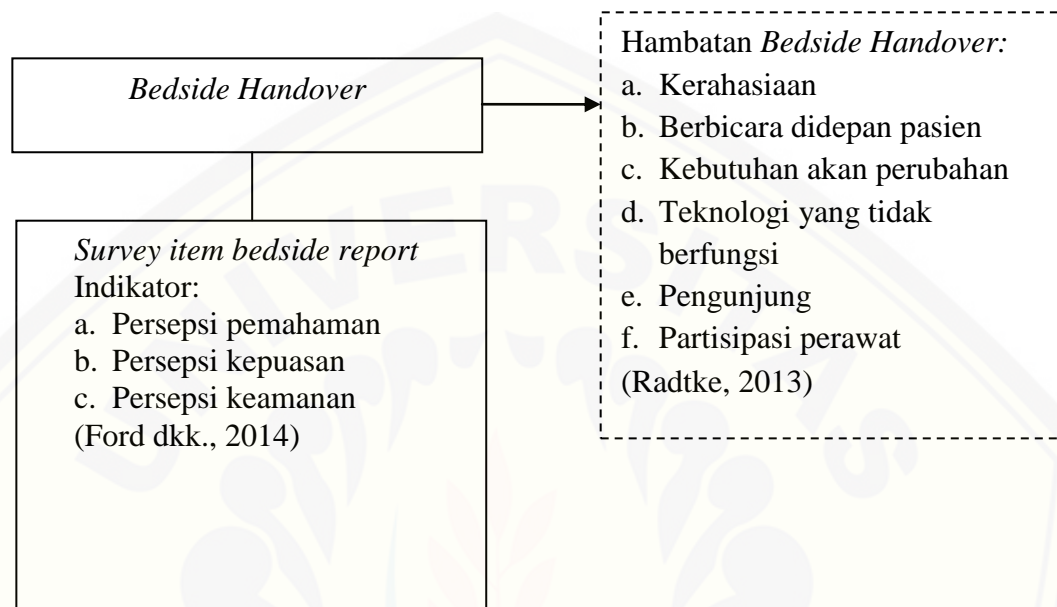 Bedside Handover
Survey item bedside report
Indikator:
a. Persepsi pemahaman
b. Persepsi kepuasan
c. Persepsi keamanan
(Ford dkk., 2014)
Hambatan Bedside Handover:
a. Kerahasiaan
b. Berbicara didepan pasien
c. Kebutuhan akan perubahan
d. Teknologi yang tidak
berfungsi
e. Pengunjung
f. Partisipasi perawat
(Radtke, 2013)
UNIVERSITAS